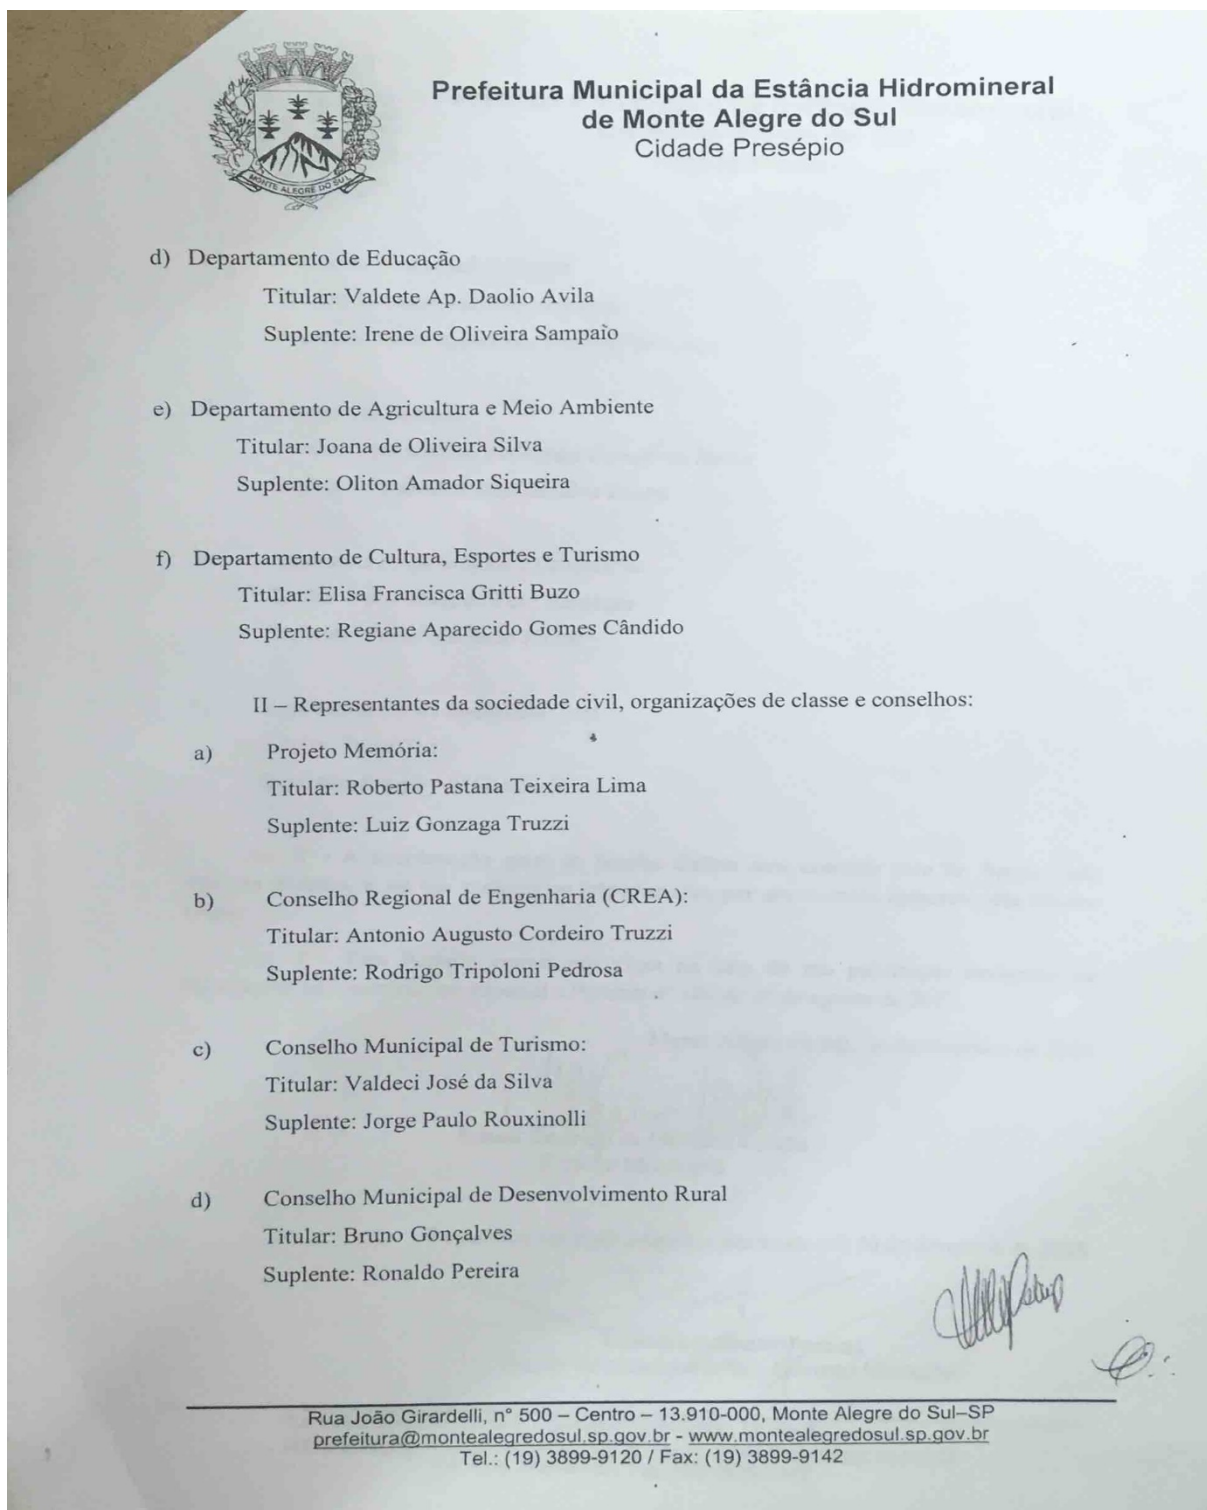 MONTE ALEGRE DO SUL
Prefeitura Municipal da Estância Hidromineral
de Monte Alegre do Sul
Cidade Presépio
d) Departamento de Educação
Titular: Valdete Ap. Daolio Avila
Suplente: Irene de Oliveira Sampaio
e) Departamento de Agricultura e Meio Ambiente
Titular: Joana de Oliveira Silva
Suplente: Oliton Amador Siqueira
f) Departamento de Cultura, Esportes e Turismo
Titular: Elisa Francisca Gritti Buzo
Suplente: Regiane Aparecido Gomes Cândido
II – Representantes da sociedade civil, organizações de classe e conselhos:
a) Projeto Memória:
Titular: Roberto Pastana Teixeira Lima
Suplente: Luiz Gonzaga Truzzi
b) Conselho Regional de Engenharia (CREA):
Titular: Antonio Augusto Cordeiro Truzzi
Suplente: Rodrigo Tripoloni Pedrosa
c) Conselho Municipal de Turismo:
Titular: Valdeci José da Silva
Suplente: Jorge Paulo Rouxinolli
d) Conselho Municipal de Desenvolvimento Rural
Titular: Bruno Gonçalves
Suplente: Ronaldo Pereira
Rua João Girardelli, n° 500 – Centro – 13.910-000, Monte Alegre do Sul–SP
prefeitura@montealegredosul.sp.gov.br - www.montealegredosul.sp.gov.br
Tel.: (19) 3899-9120 / Fax: (19) 3899-9142